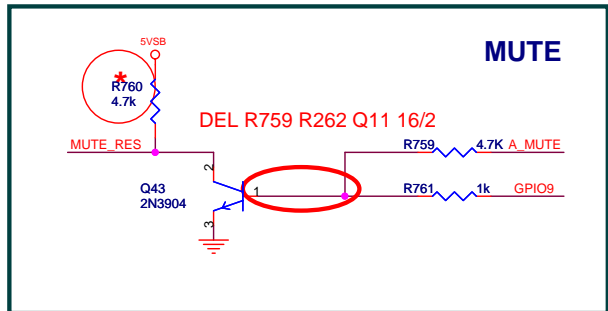 MUTE
5VSB
*
R760
4.7k
DEL R759 R262 Q11 16/2
MUTE_RES
R759 4.7K A_MUTE
2
Q43
2N3904
1
R761 1k GPIO9
3